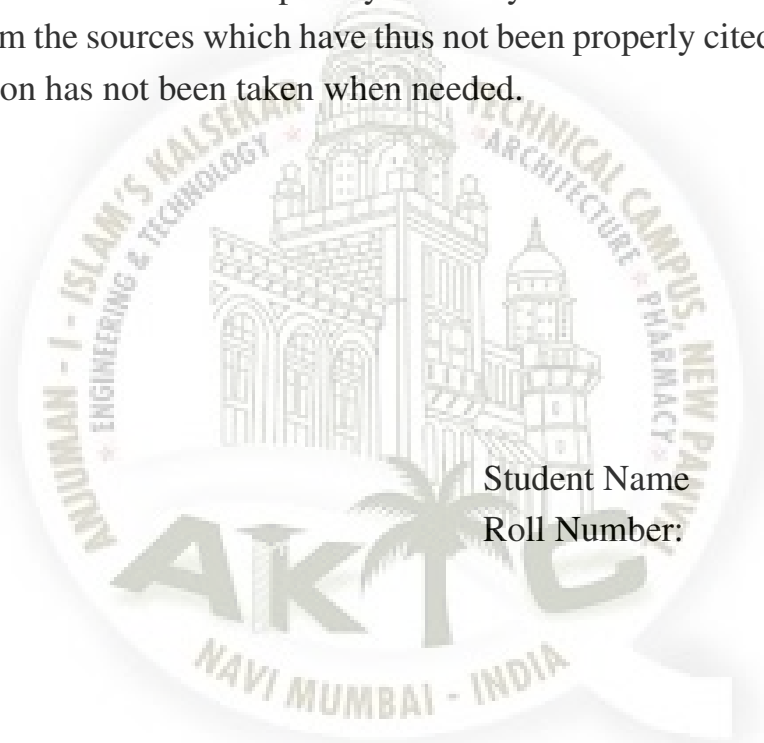 m the sources which have thus not been properly cited
on has not been taken when needed.
ANJUMAN - I - ISLAM'S KALSEKAR TECHNICAL CAMPUS, NEW PANVEL
ENGINEERING & TECHNOLOGY * ARCHITECTURE * PHARMACY *
Student Name
Roll Number:
AKTC
NAVI MUMBAI - INDIA